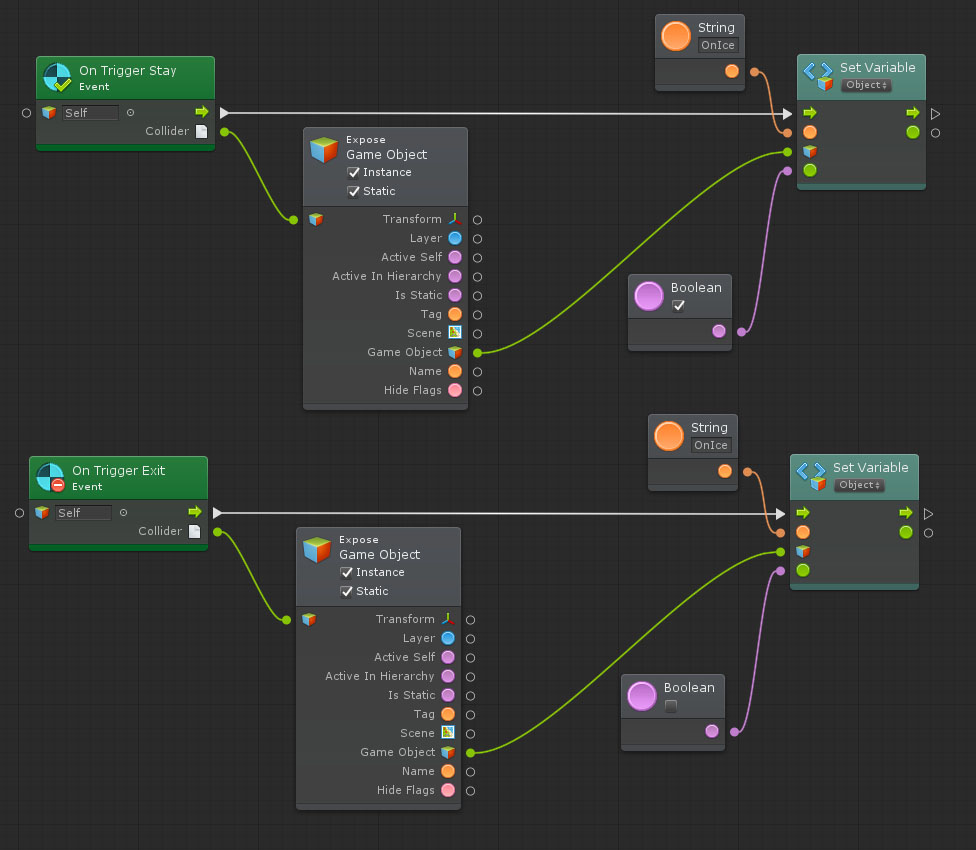 On Trigger Stay
Event
Self
Collider
Expose
Game Object
Instance
Static
Transform
Layer
Active Self
Active In Hierarchy
Is Static
Tag
Scene
Game Object
Name
Hide Flags
String
OnIce
Set Variable
Object
Boolean
On Trigger Exit
Event
Self
Collider
Expose
Game Object
Instance
Static
Transform
Layer
Active Self
Active In Hierarchy
Is Static
Tag
Scene
Game Object
Name
Hide Flags
String
OnIce
Set Variable
Object
Boolean